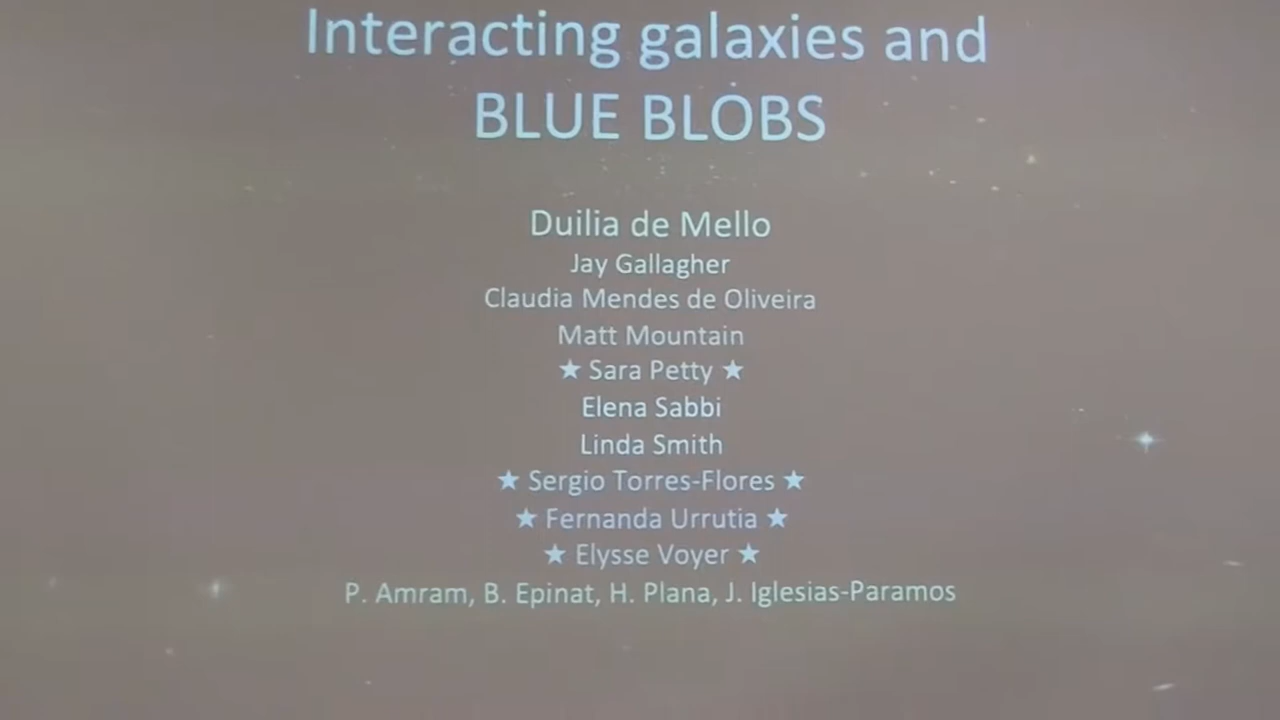 Interacting galaxies and
BLUE BLOBS
Duilia de Mello
Jay Gallagher
Claudia Mendes de Oliveira
Matt Mountain
★ Sara Petty ★
Elena Sabbi
Linda Smith
★ Sergio Torres-Flores ★
★ Fernanda Urrutia ★
★ Elysse Voyer ★
P. Amram, B. Epinat, H. Plana, J. Iglesias-Paramos